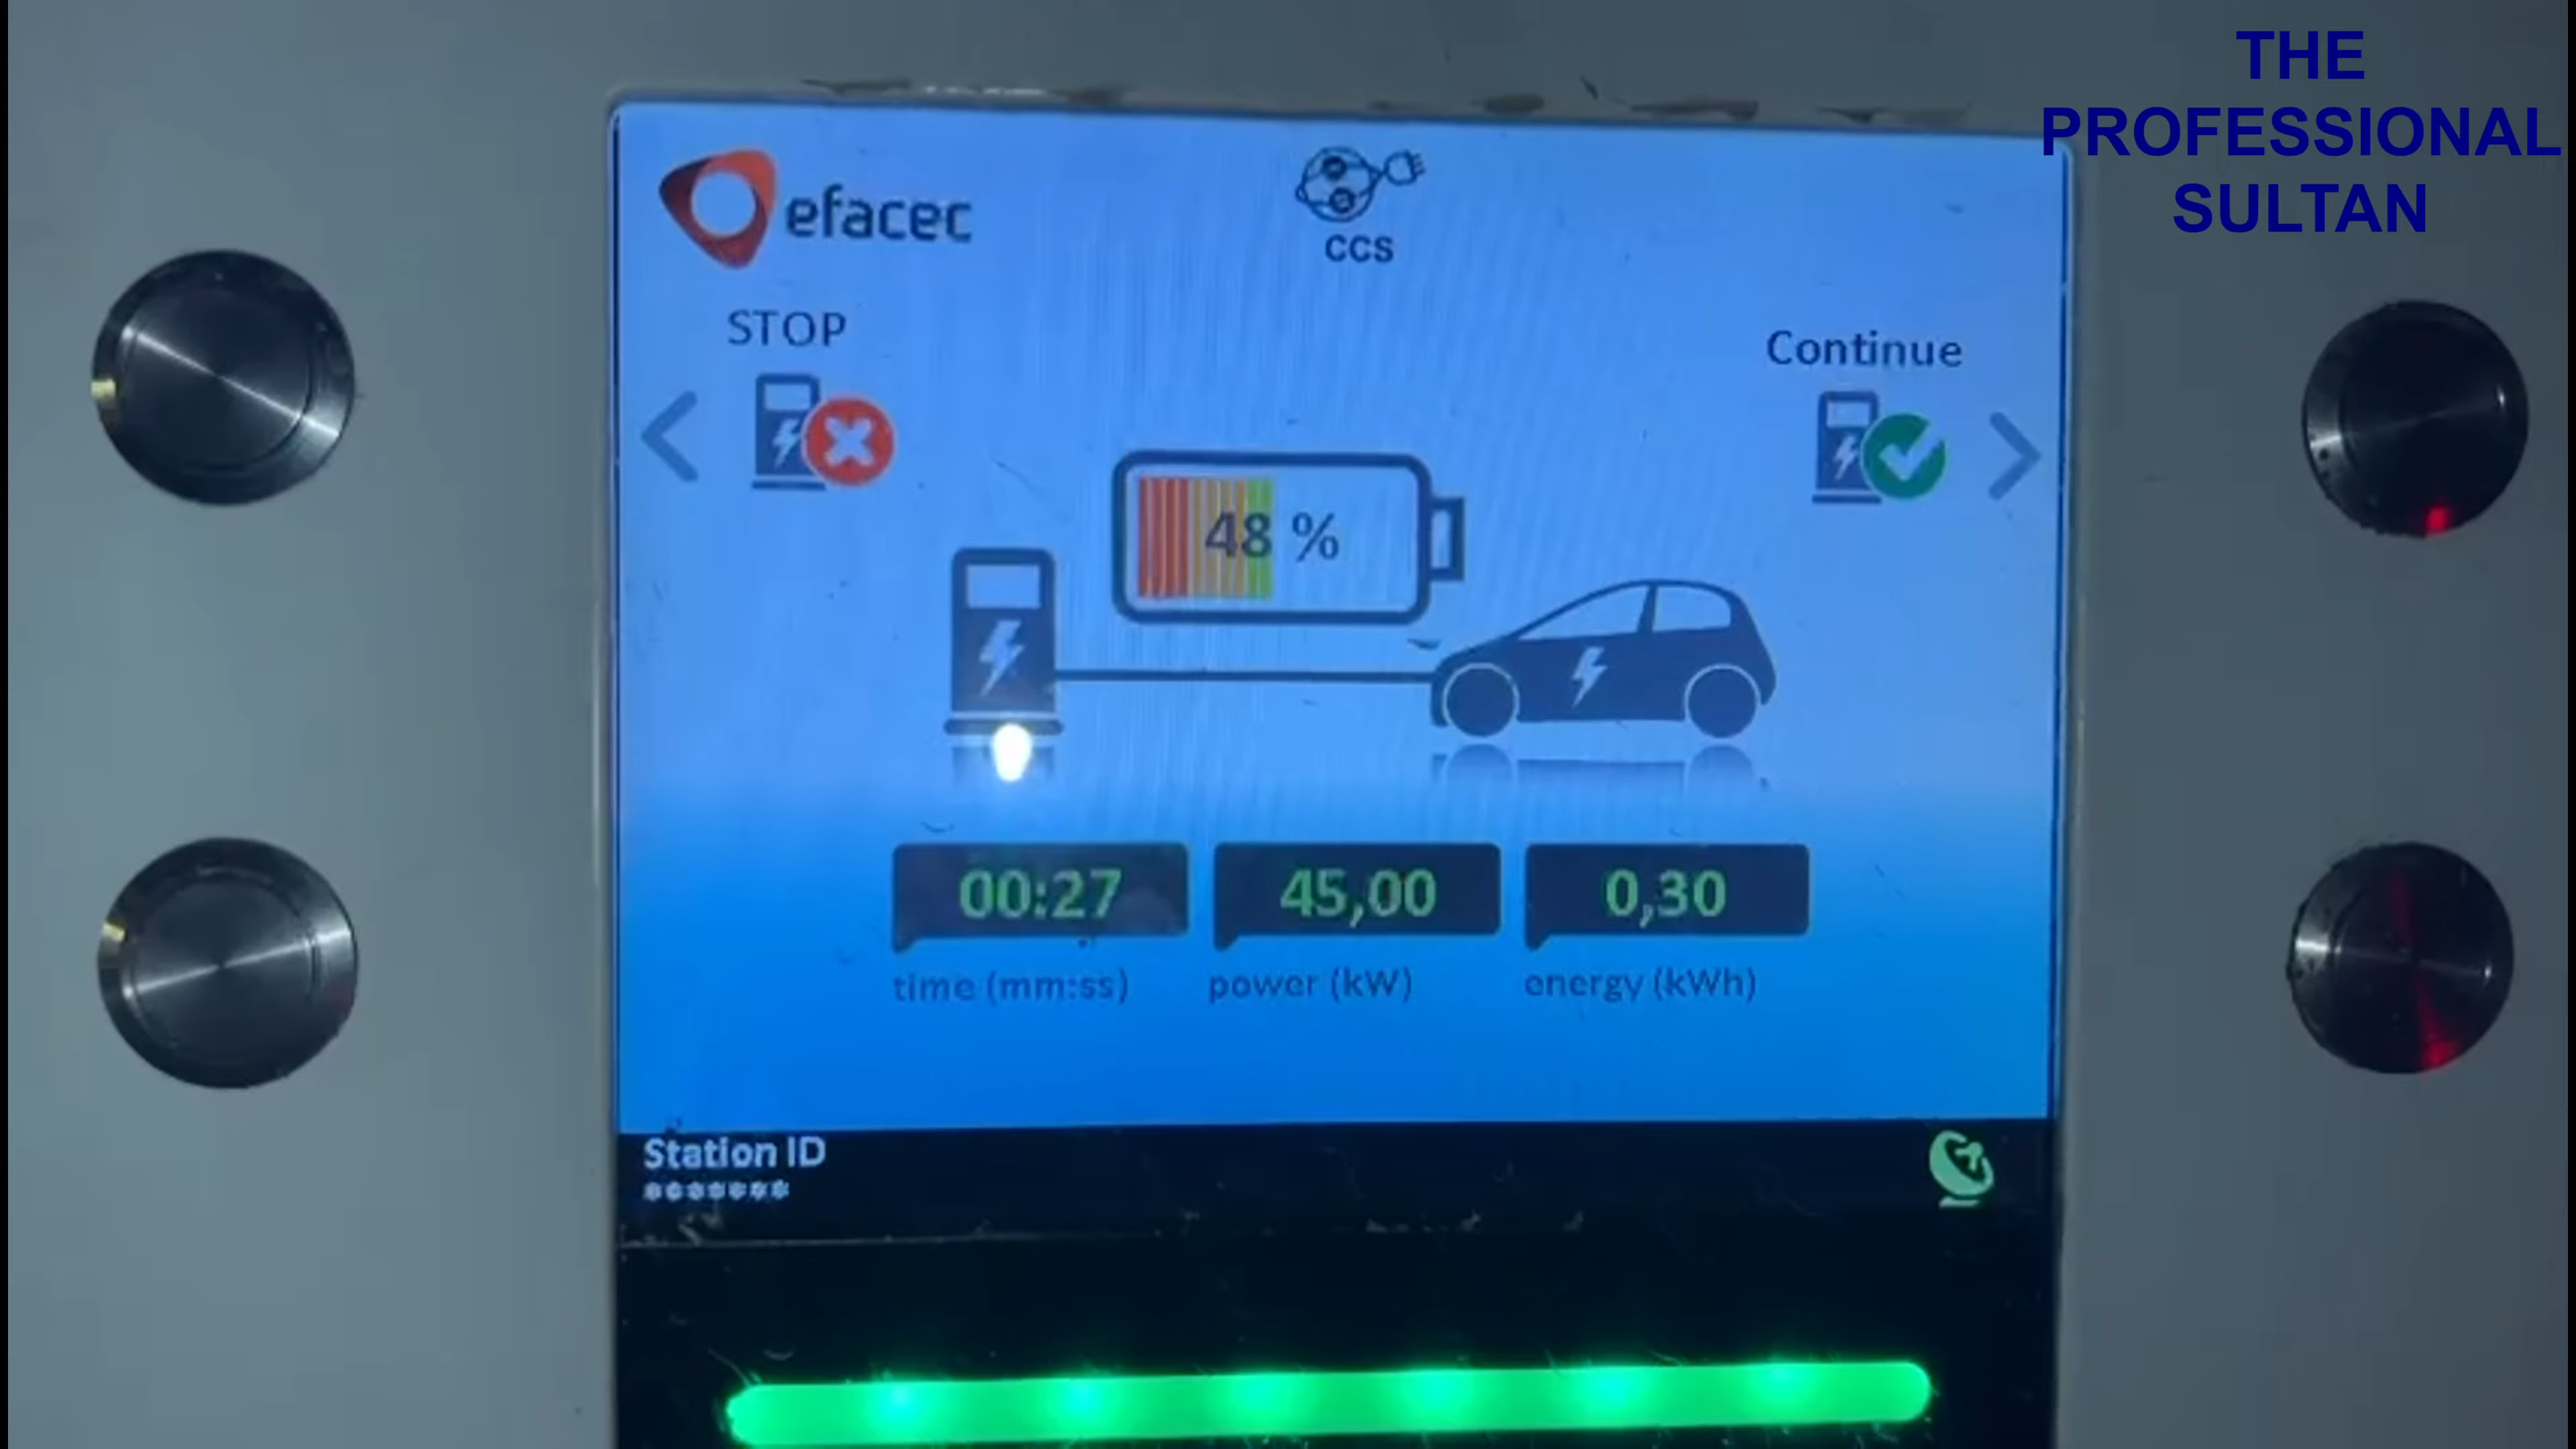 THE
PROFESSIONAL
SULTAN
efacec
CCS
STOP
Continue
48 %
00:27
45,00
0,30
time (mm:ss)
power (kW)
energy (kWh)
Station ID
*******